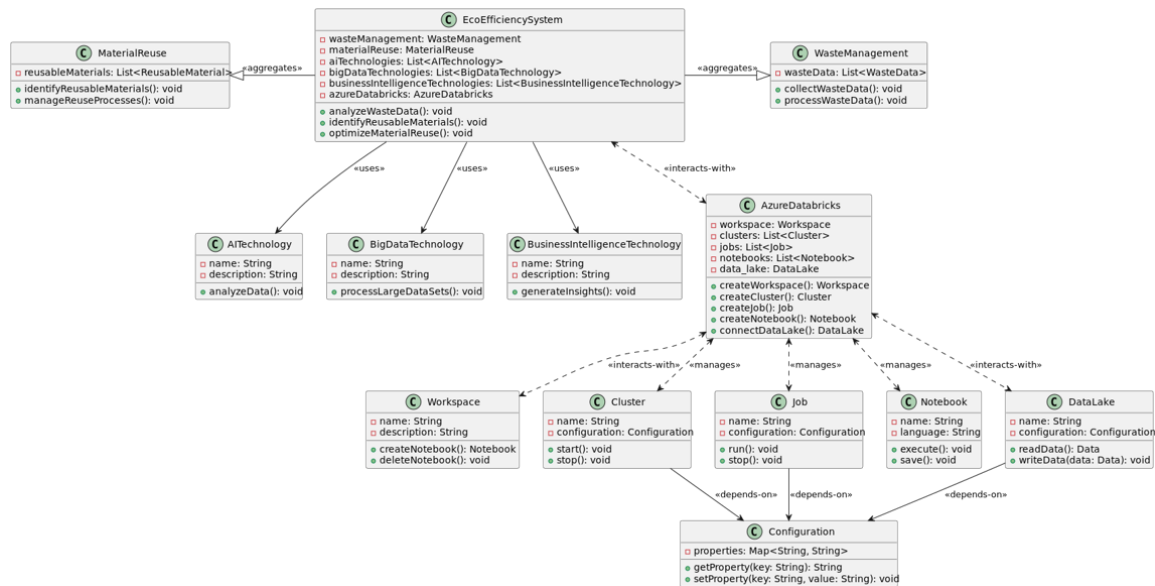 EcoEfficiencySystem
wasteManagement: WasteManagement
materialReuse: MaterialReuse
aiTechnologies: List<AITechnology>
bigDataTechnologies: List<BigDataTechnology>
businessIntelligenceTechnologies: List<BusinessIntelligenceTechnology>
azureDatabricks: AzureDatabricks
analyzeWasteData(): void
identifyReusableMaterials(): void
optimizeMaterialReuse(): void
MaterialReuse
reusableMaterials: List<ReusableMaterial>
identifyReusableMaterials(): void
manageReuseProcesses(): void
«aggregates»
«aggregates»
WasteManagement
wasteData: List<WasteData>
collectWasteData(): void
processWasteData(): void
«uses»
«uses»
«uses»
«interacts-with»
AITechnology
name: String
description: String
analyzeData(): void
BigDataTechnology
name: String
description: String
processLargeDataSets(): void
BusinessIntelligenceTechnology
name: String
description: String
generateInsights(): void
AzureDatabricks
workspace: Workspace
clusters: List<Cluster>
jobs: List<Job>
notebooks: List<Notebook>
data_lake: DataLake
createWorkspace(): Workspace
createCluster(): Cluster
createJob(): Job
createNotebook(): Notebook
connectDataLake(): DataLake
«interacts-with»
«manages»
«manages»
«manages»
«interacts-with»
Workspace
name: String
description: String
createNotebook(): Notebook
deleteNotebook(): void
Cluster
name: String
configuration: Configuration
start(): void
stop(): void
Job
name: String
configuration: Configuration
run(): void
stop(): void
Notebook
name: String
language: String
execute(): void
save(): void
DataLake
name: String
configuration: Configuration
readData(): Data
writeData(data: Data): void
«depends-on»
«depends-on»
«depends-on»
Configuration
properties: Map<String, String>
getProperty(key: String): String
setProperty(key: String, value: String): void